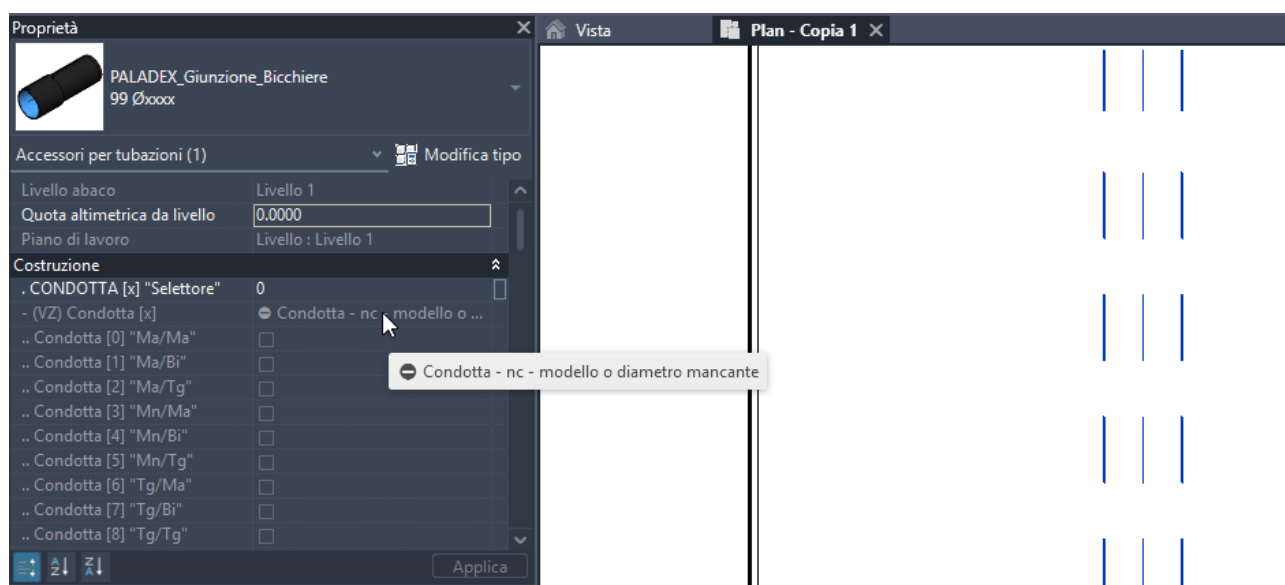 Proprietà
PALADEX_Giunzione_Bicchiere
99 Øxxxx
Accessori per tubazioni (1)
Modifica tipo
Livello abaco Livello 1
Quota altimetrica da livello 0.0000
Piano di lavoro Livello : Livello 1
Costruzione
. CONDOTTA [x] "Selettore" 0
- (VZ) Condotta [x] Condotta - nc - modello o ...
.. Condotta [0] "Ma/Ma"
.. Condotta [1] "Ma/Bi"
.. Condotta [2] "Ma/Tg"
.. Condotta [3] "Mn/Ma"
.. Condotta [4] "Mn/Bi"
.. Condotta [5] "Mn/Tg"
.. Condotta [6] "Tg/Ma"
.. Condotta [7] "Tg/Bi"
.. Condotta [8] "Tg/Tg"
Condotta - nc - modello o diametro mancante
Applica
Vista
Plan - Copia 1